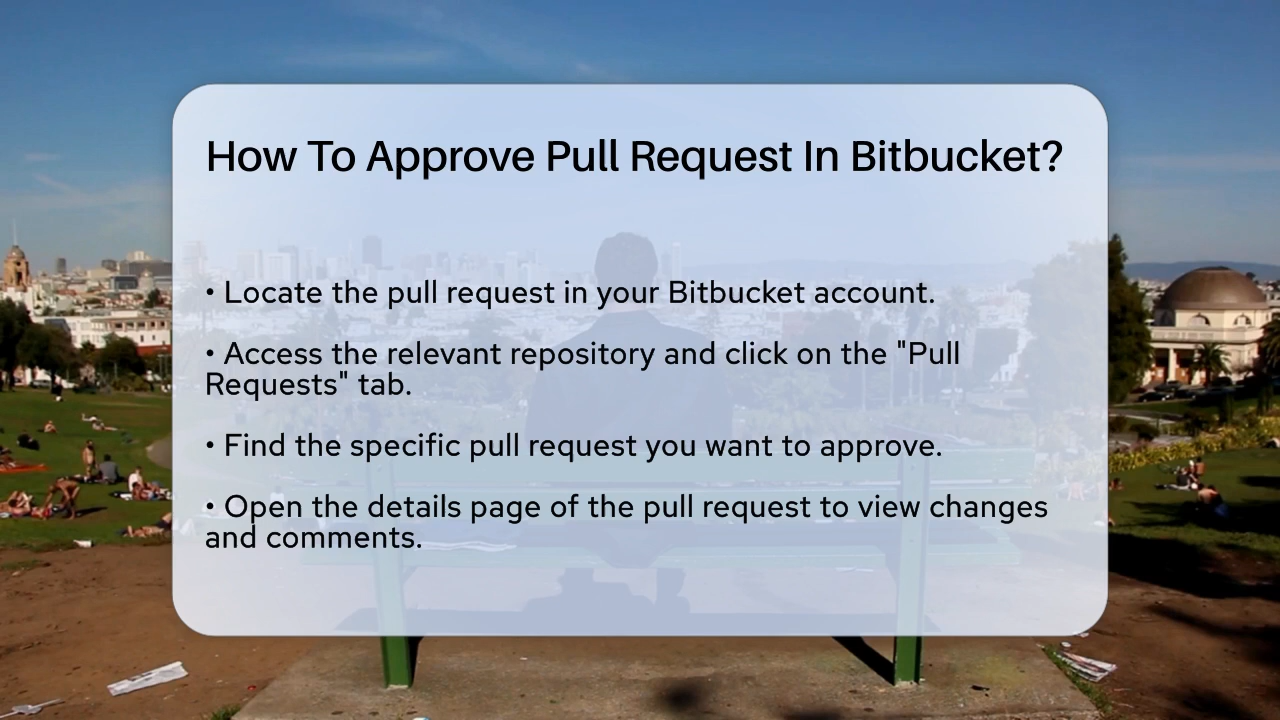 How To Approve Pull Request In Bitbucket?
• Locate the pull request in your Bitbucket account.
• Access the relevant repository and click on the "Pull
Requests" tab.
• Find the specific pull request you want to approve.
• Open the details page of the pull request to view changes
and comments.